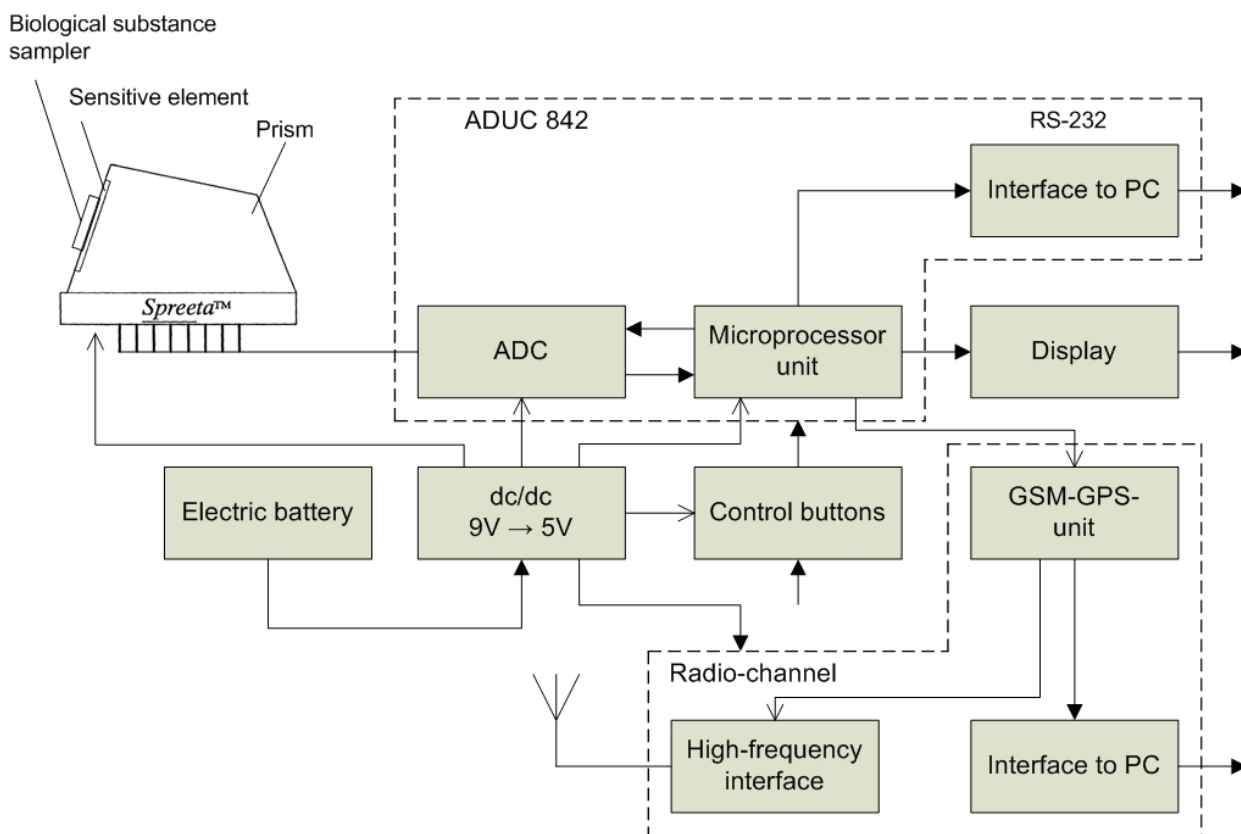 Biological substance
sampler
Sensitive element
Prism
Spreeta™
ADUC 842
RS-232
Interface to PC
ADC
Microprocessor
unit
Display
Electric battery
dc/dc
9V → 5V
Control buttons
GSM-GPS-
unit
Radio-channel
High-frequency
interface
Interface to PC